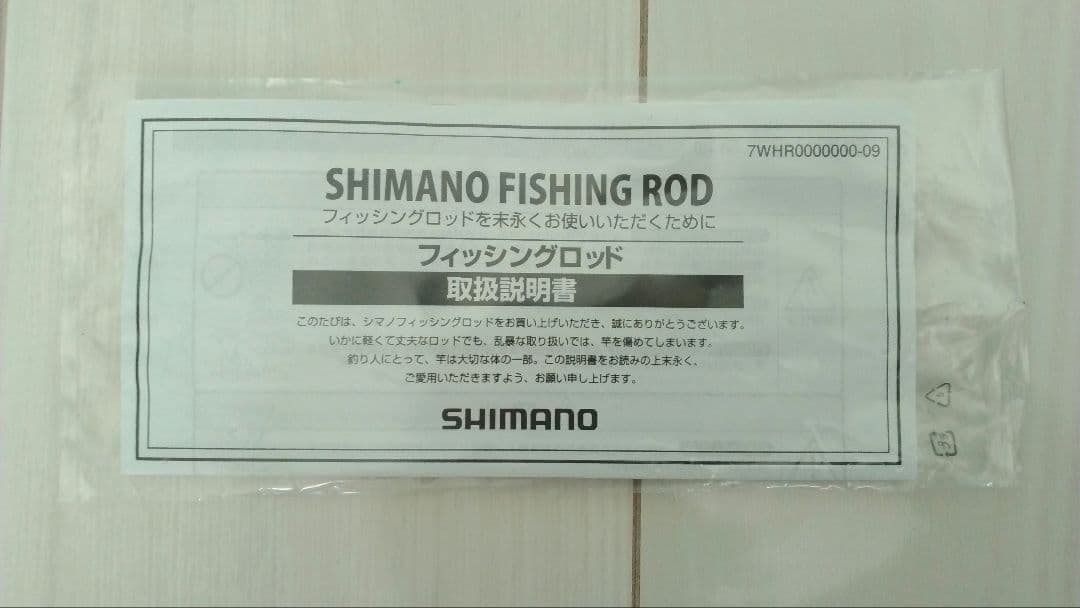 7WHR0000000-09
SHIMANO FISHING ROD
フィッシングロッドを末永くお使いいただくために
フィッシングロッド
取扱説明書
このたびは、シマノフィッシングロッドをお買い上げいただき、誠にありがとうございます。
いかに軽くて丈夫なロッドでも、乱暴な取り扱いでは、竿を傷めてしまいます。
釣り人にとって、竿は大切な体の一部。この説明書をお読みの上末永く、
ご愛用いただきますよう、お願い申し上げます。
SHIMANO